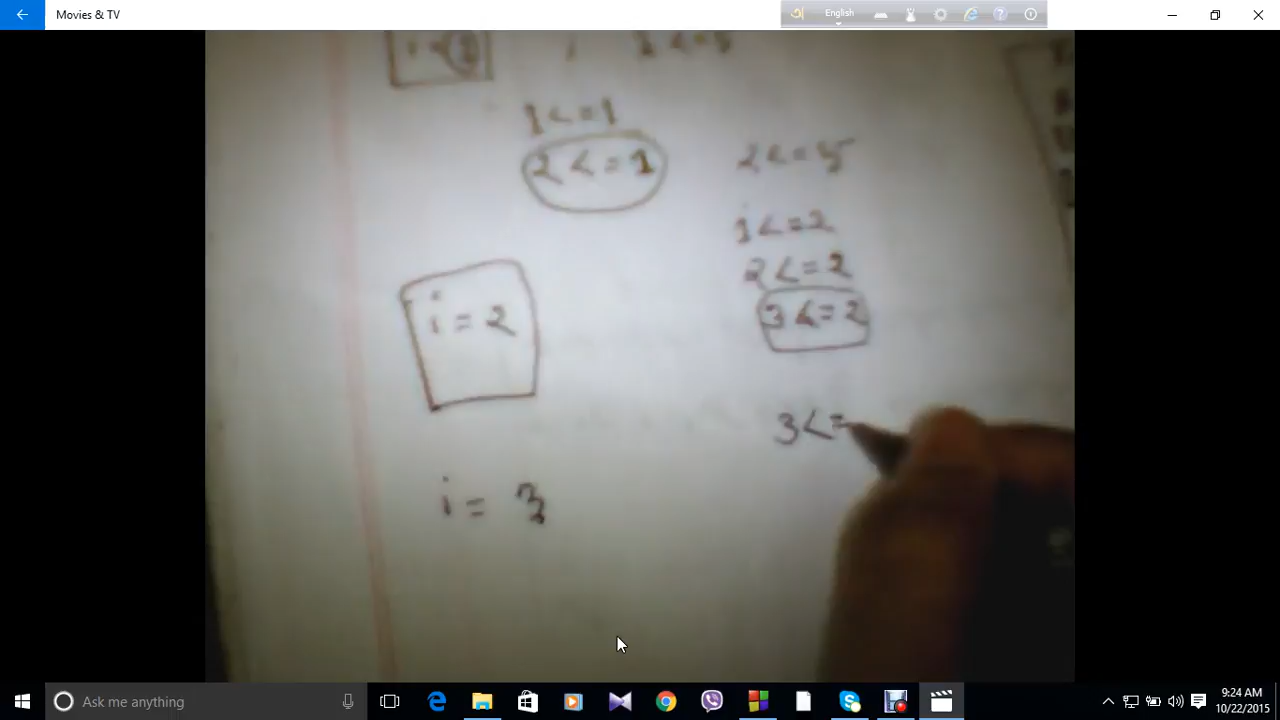 Movies & TV
অ English
1<=1
2<=1
2<=5
1<=2
2<=2
3<=2
i=2
3<=
i= 3
Ask me anything
9:24 AM
10/22/2015